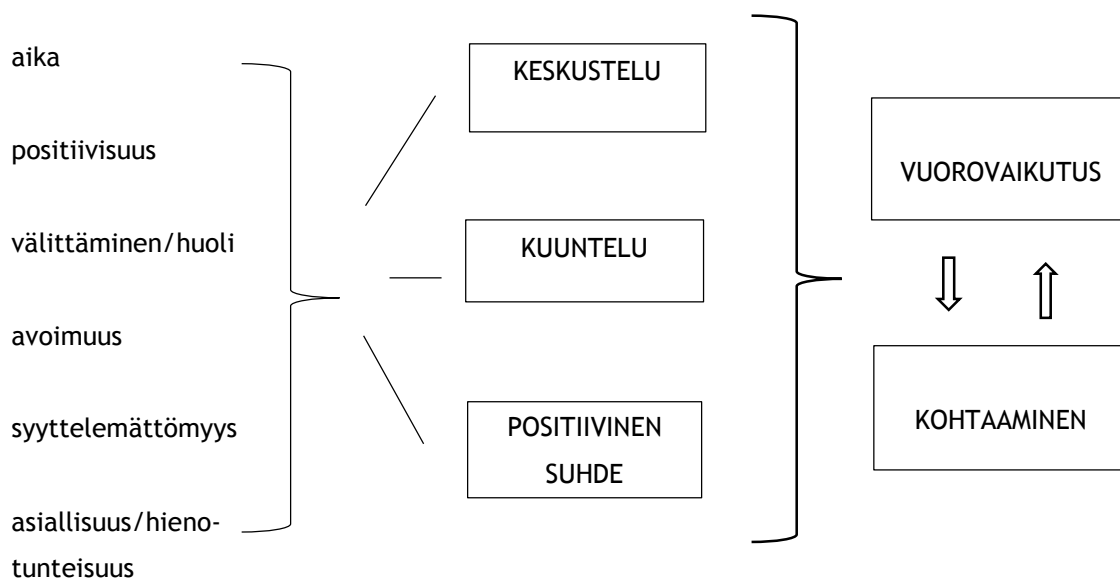 aika
positiivisuus
välittäminen/huoli
avoimuus
syyttelemättömyys
asiallisuus/hieno-
tunteisuus
KESKUSTELU
KUUNTELU
POSITIIVINEN
SUHDE
VUOROVAIKUTUS
KOHTAAMINEN